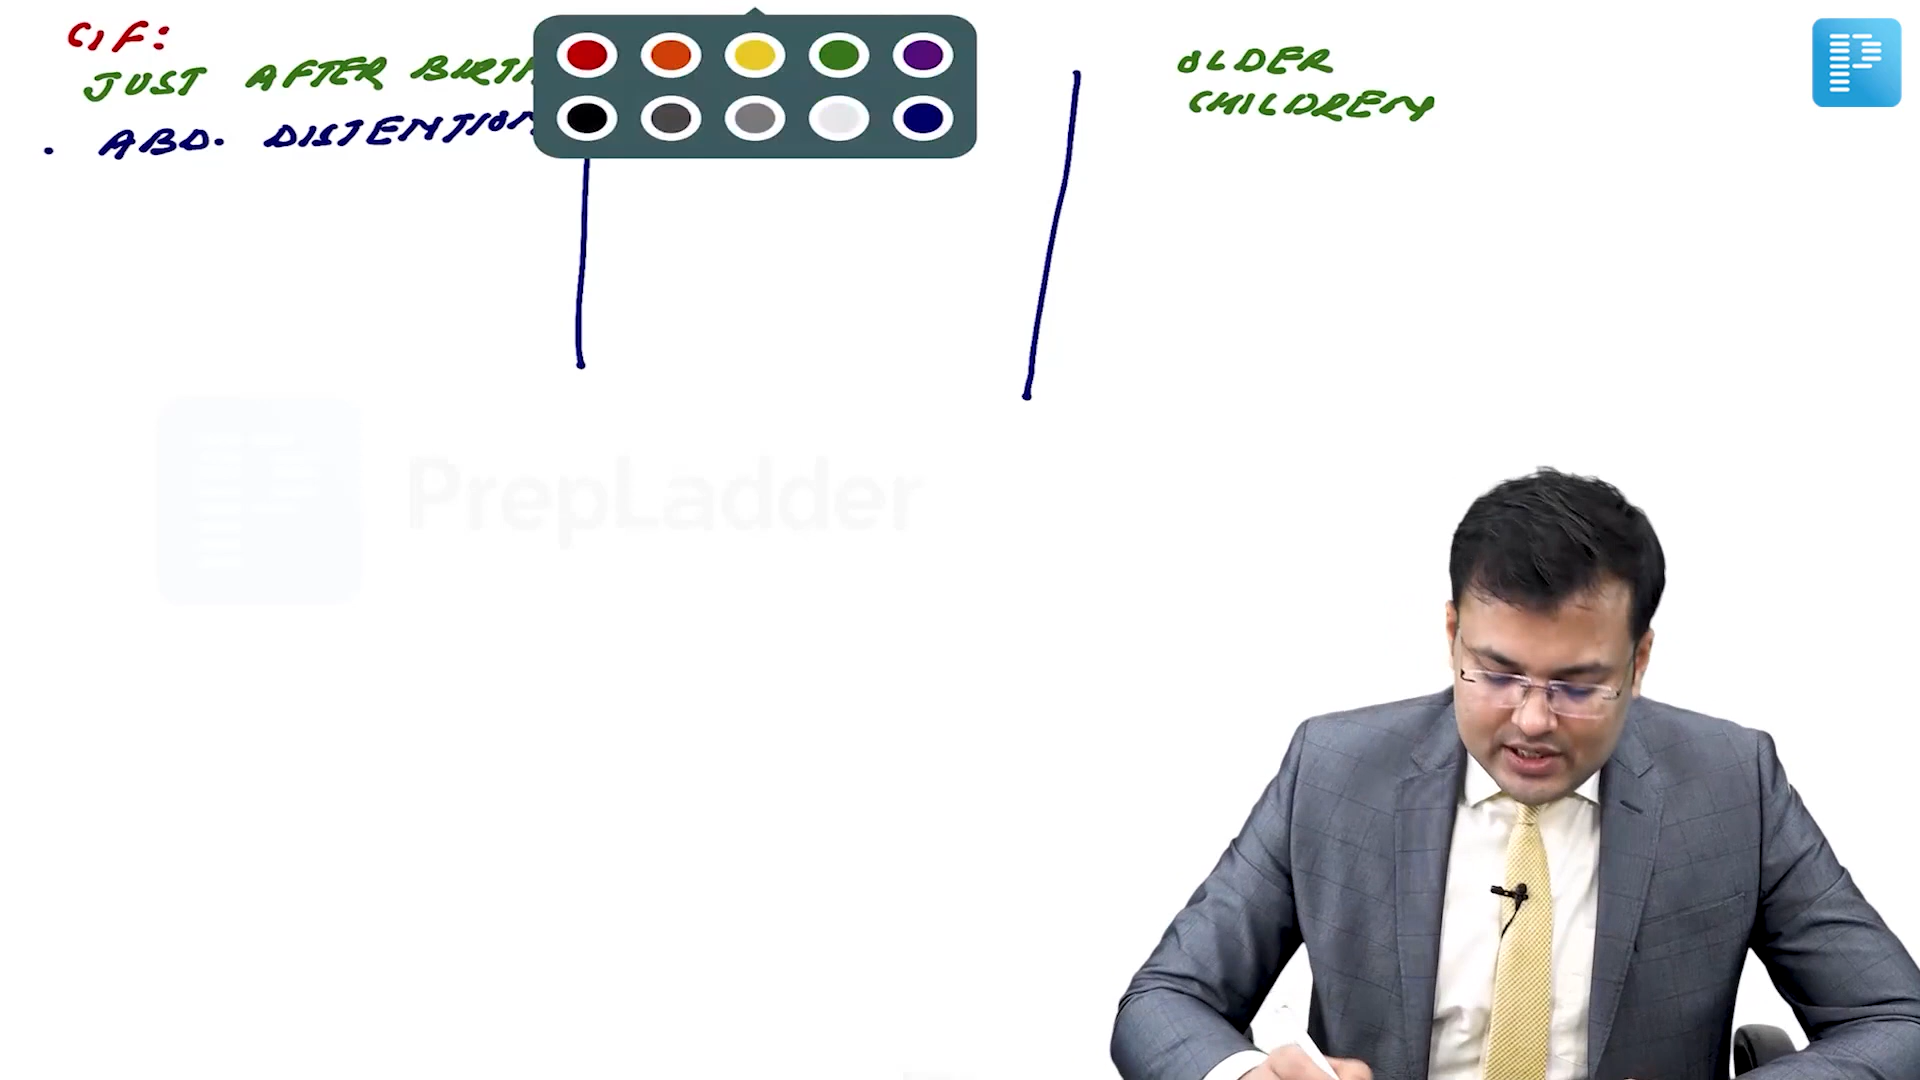 C/F:
JUST AFTER BIRTH
. ABD. DISTENTION
OLDER
CHILDREN
PrepLadder